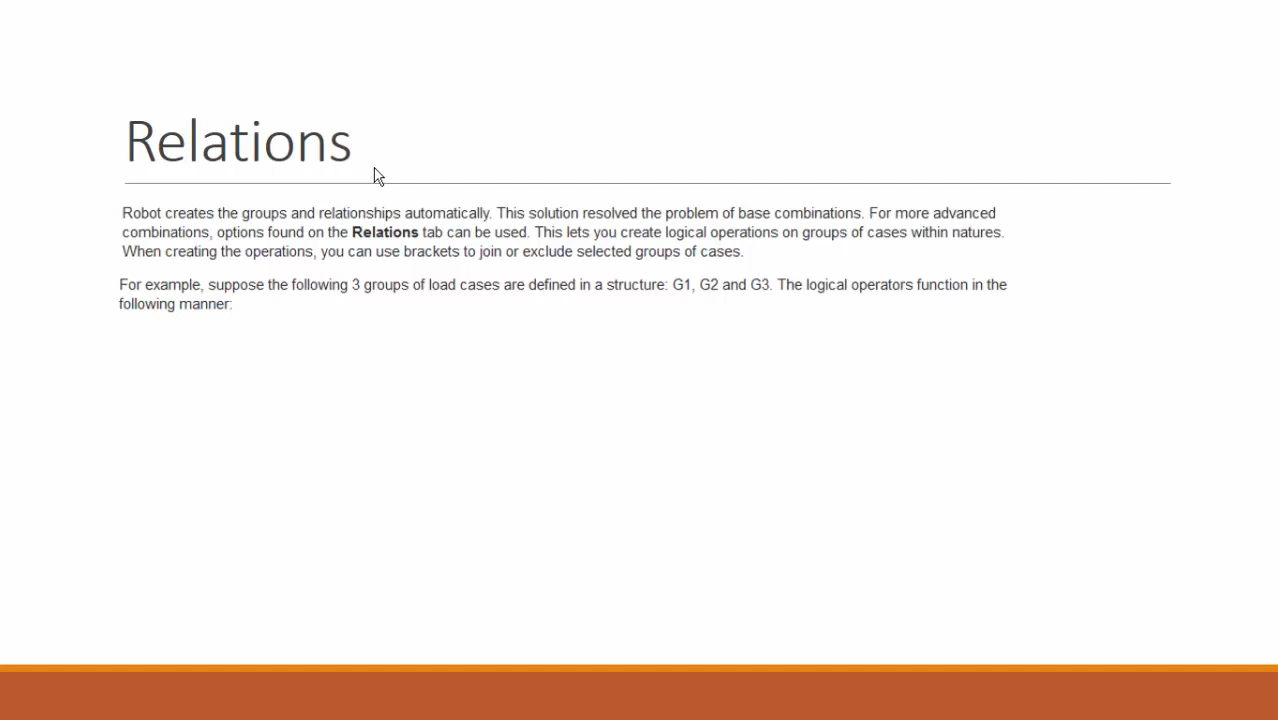 Relations
Robot creates the groups and relationships automatically. This solution resolved the problem of base combinations. For more advanced
combinations, options found on the Relations tab can be used. This lets you create logical operations on groups of cases within natures.
When creating the operations, you can use brackets to join or exclude selected groups of cases.
For example, suppose the following 3 groups of load cases are defined in a structure: G1, G2 and G3. The logical operators function in the
following manner: